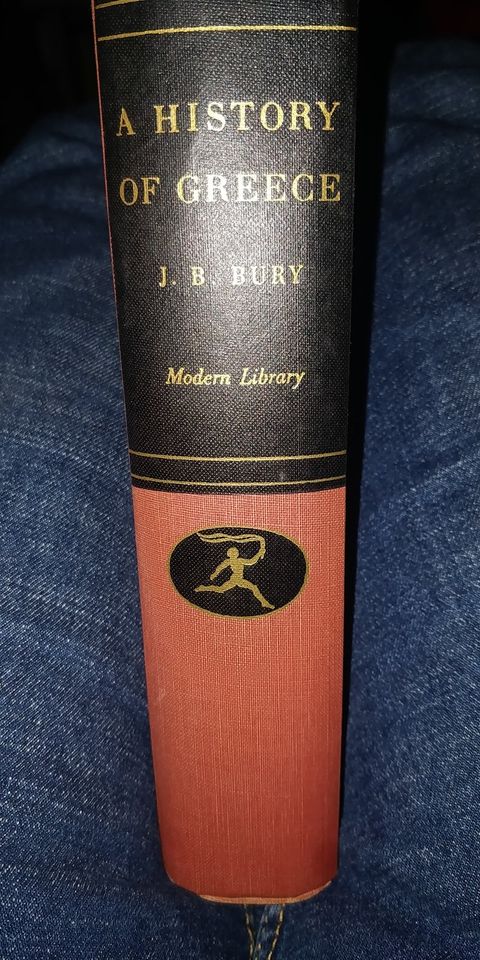 A HISTORY
OF GREECE
J. B. BURY
Modern Library